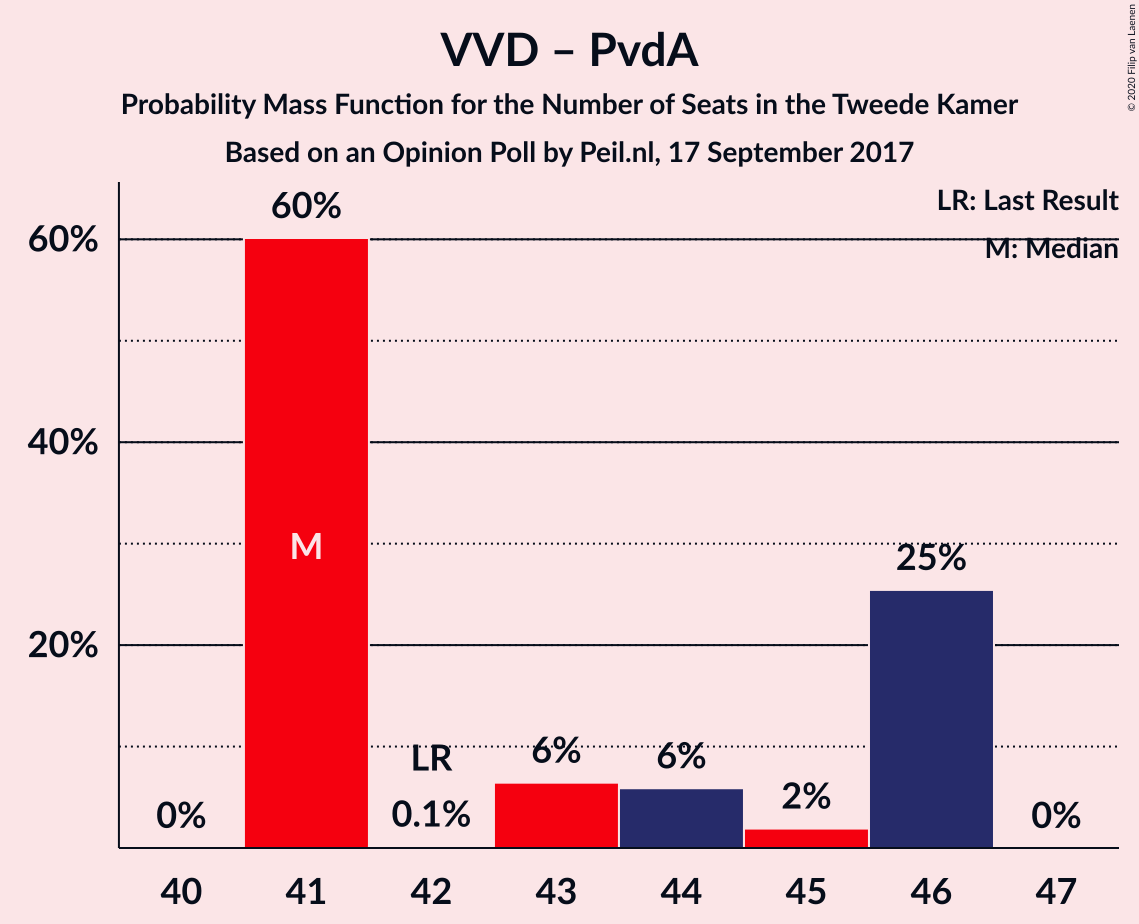 VVD – PvdA
Probability Mass Function for the Number of Seats in the Tweede Kamer
Based on an Opinion Poll by Peil.nl, 17 September 2017
© 2020 Filip van Laenen
LR: Last Result
M: Median
60%
40%
20%
0%
60%
M
LR
0.1%
6%
6%
2%
25%
0%
40 41 42 43 44 45 46 47